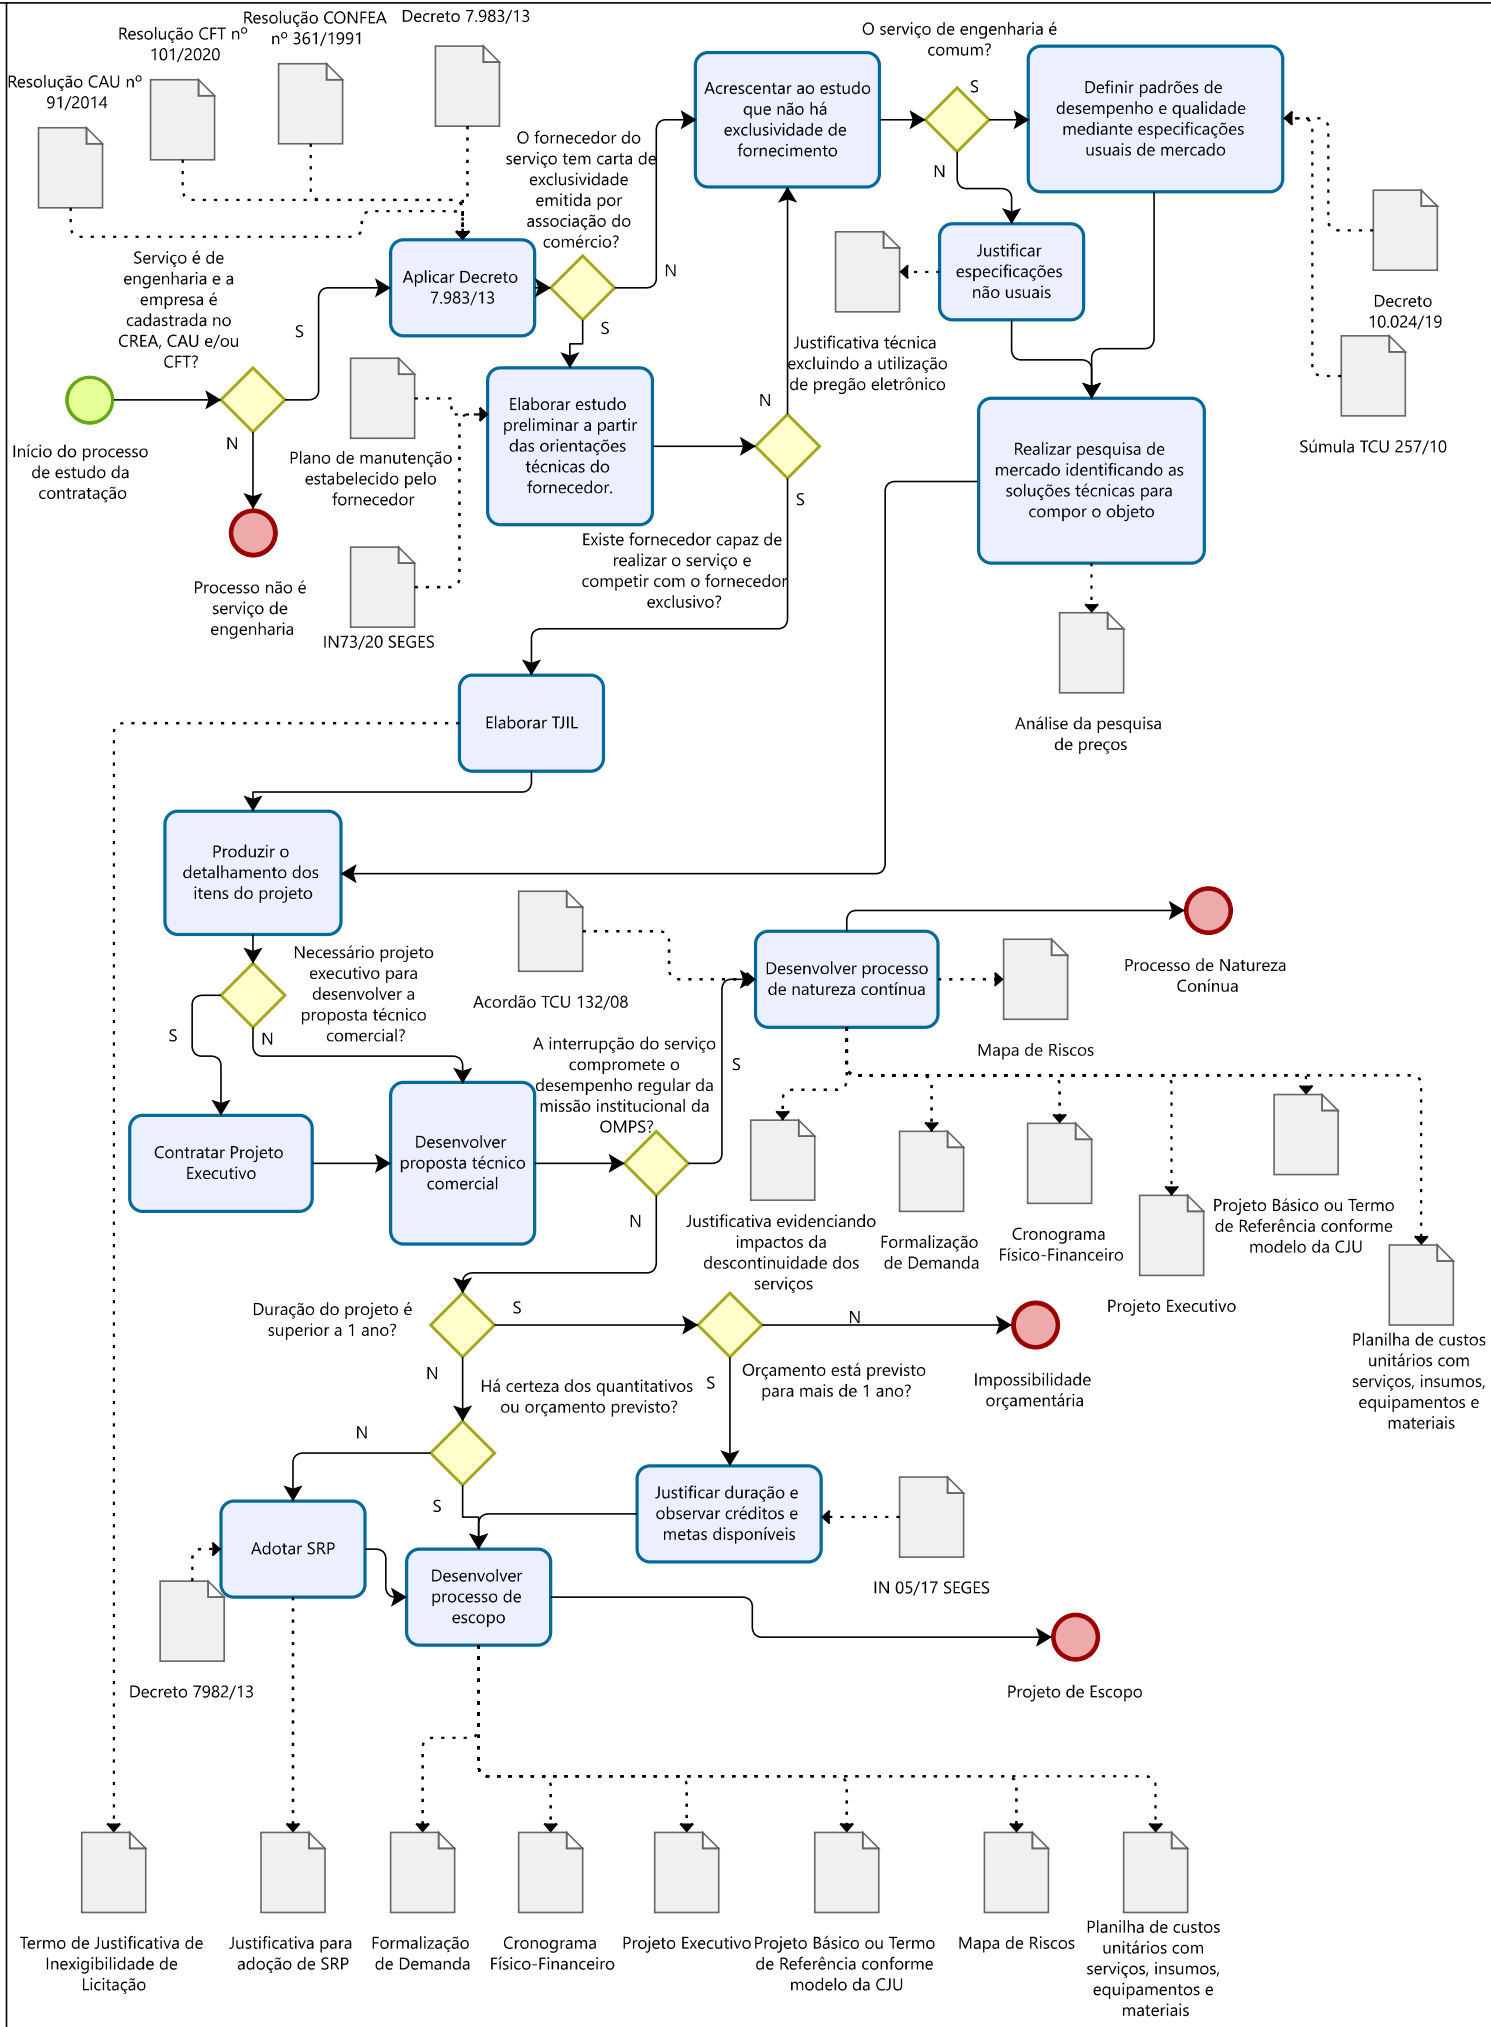 Resolução CAU nº
91/2014
Resolução CFT nº
101/2020
Resolução CONFEA
nº 361/1991
Decreto 7.983/13
O fornecedor do
serviço tem carta de
exclusividade
emitida por
associação do
comércio?
Acrescentar ao estudo
que não há
exclusividade de
fornecimento
O serviço de engenharia é
comum?
S
N
Definir padrões de
desempenho e qualidade
mediante especificações
usuais de mercado
Justificar
especificações
não usuais
Decreto
10.024/19
Súmula TCU 257/10
Justificativa técnica
excluindo a utilização
de pregão eletrônico
Serviço é de
engenharia e a
empresa é
cadastrada no
CREA, CAU e/ou
CFT?
S
N
Aplicar Decreto
7.983/13
N
S
Início do processo
de estudo da
contratação
Processo não é
serviço de
engenharia
Plano de manutenção
estabelecido pelo
fornecedor
IN73/20 SEGES
Elaborar estudo
preliminar a partir
das orientações
técnicas do
fornecedor.
N
S
Existe fornecedor capaz de
realizar o serviço e
competir com o fornecedor
exclusivo?
Realizar pesquisa de
mercado identificando as
soluções técnicas para
compor o objeto
Análise da pesquisa
de preços
Elaborar TJIL
Produzir o
detalhamento dos
itens do projeto
Necessário projeto
executivo para
desenvolver a
proposta técnico
comercial?
S
N
Contratar Projeto
Executivo
Desenvolver
proposta técnico
comercial
Acordão TCU 132/08
A interrupção do serviço
compromete o
desempenho regular da
missão institucional da
OMPS?
S
N
Desenvolver processo
de natureza contínua
Processo de Natureza
Conínua
Mapa de Riscos
Justificativa evidenciando
impactos da
descontinuidade dos
serviços
Formalização
de Demanda
Cronograma
Físico-Financeiro
Projeto Executivo
Projeto Básico ou Termo
de Referência conforme
modelo da CJU
Planilha de custos
unitários com
serviços, insumos,
equipamentos e
materiais
Duração do projeto é
superior a 1 ano?
S
N
Orçamento está previsto
para mais de 1 ano?
N
S
Impossibilidade
orçamentária
Há certeza dos quantitativos
ou orçamento previsto?
N
S
Justificar duração e
observar créditos e
metas disponíveis
IN 05/17 SEGES
Adotar SRP
Decreto 7982/13
Desenvolver
processo de
escopo
Projeto de Escopo
Termo de Justificativa de
Inexigibilidade de
Licitação
Justificativa para
adoção de SRP
Formalização
de Demanda
Cronograma
Físico-Financeiro
Projeto Executivo
Projeto Básico ou Termo
de Referência conforme
modelo da CJU
Mapa de Riscos
Planilha de custos
unitários com
serviços, insumos,
equipamentos e
materiais